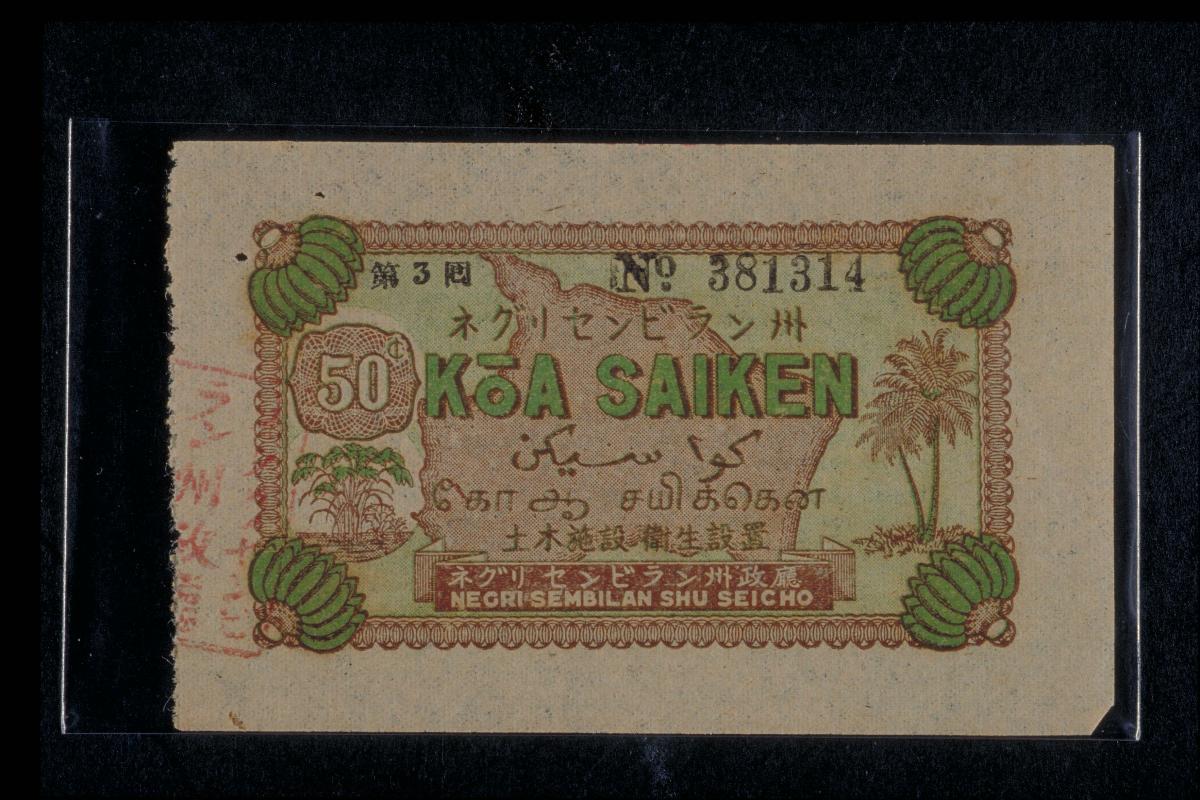 第3回
No. 381314
ネグリセンビラン州
50¢
KōA SAIKEN
كوا سيكن
கோ ஆ சயிக்கென
土木施設 衛生設置
ネグリセンビラン州政廳
NEGRI SEMBILAN SHU SEICHO